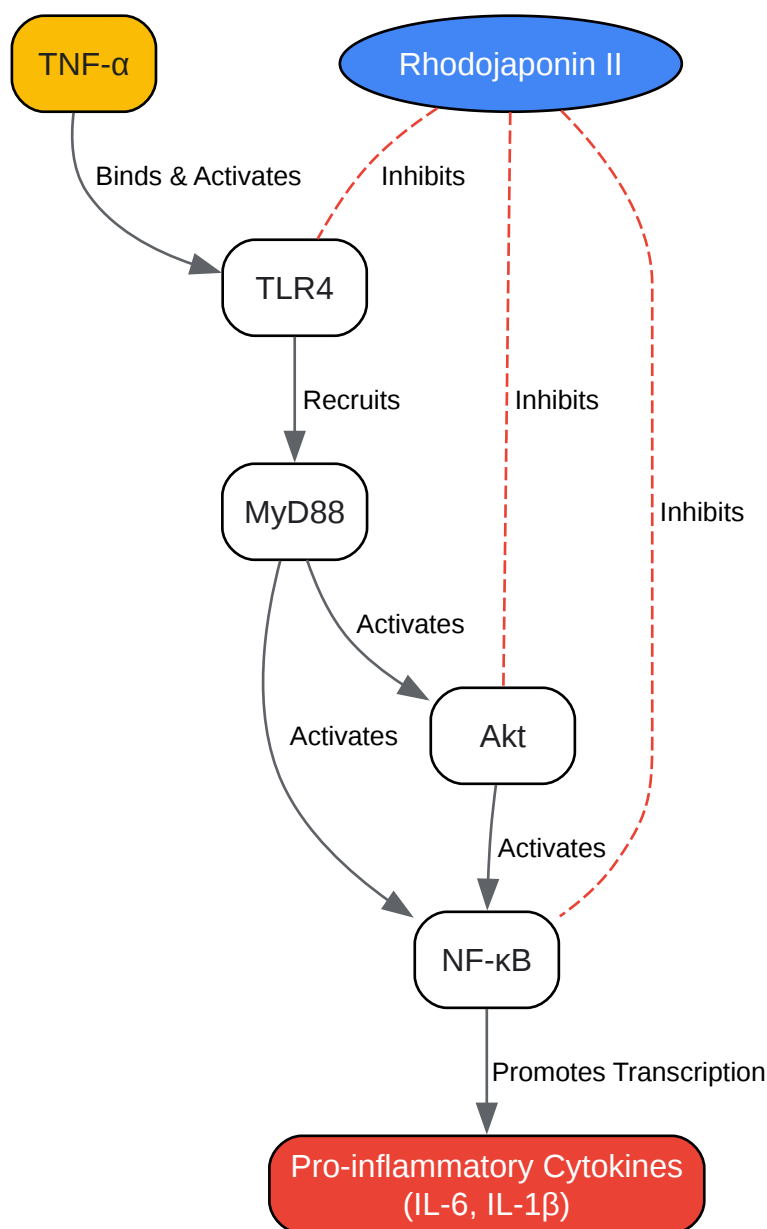 TNF-α
Rhodojaponin II
Binds & Activates
Inhibits
TLR4
Recruits
Inhibits
MyD88
Inhibits
Activates
Activates
Akt
Activates
NF-κB
Promotes Transcription
Pro-inflammatory Cytokines
(IL-6, IL-1β)